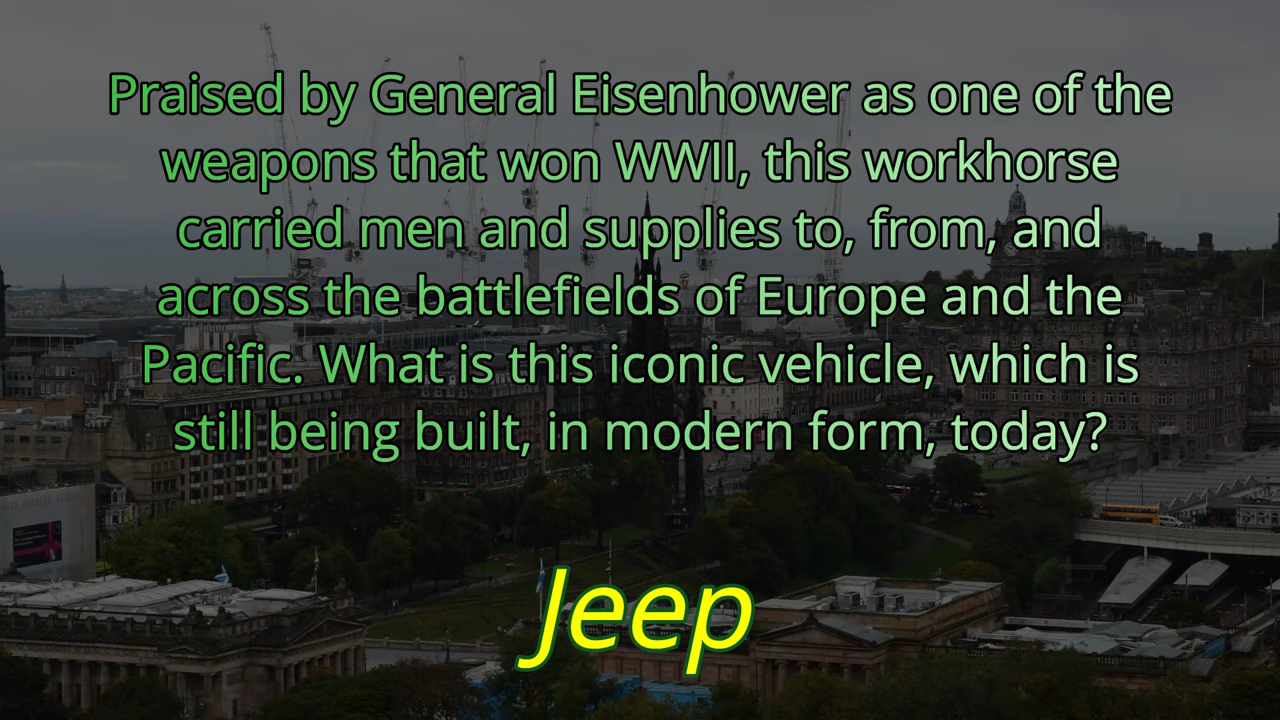 Praised by General Eisenhower as one of the
weapons that won WWII, this workhorse
carried men and supplies to, from, and
across the battlefields of Europe and the
Pacific. What is this iconic vehicle, which is
still being built, in modern form, today?
Jeep